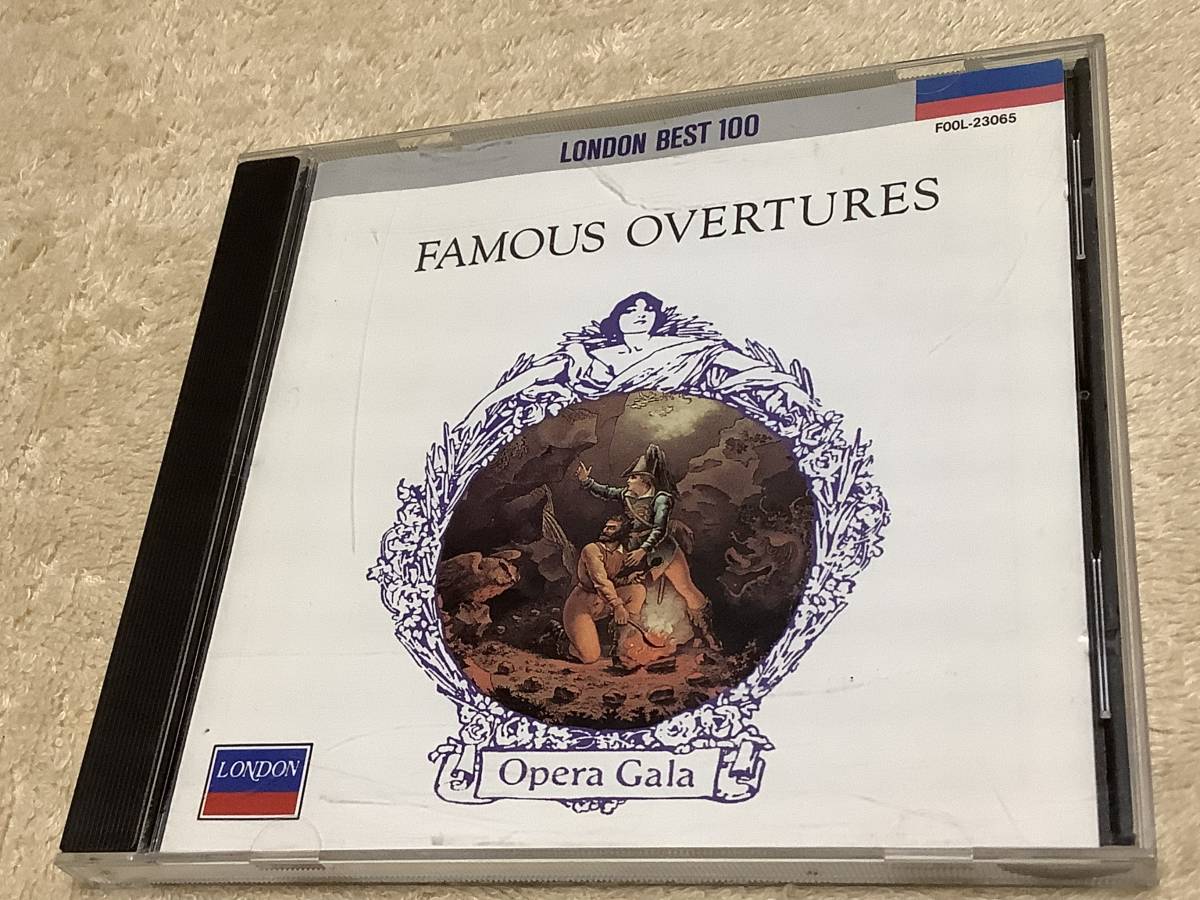 LONDON BEST 100
F00L-23065
FAMOUS OVERTURES
Opera Gala
LONDON